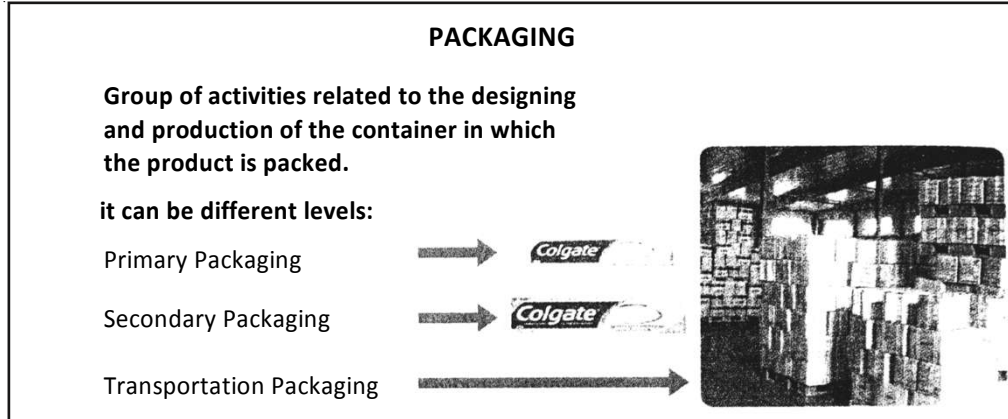 PACKAGING
Group of activities related to the designing
and production of the container in which
the product is packed.
it can be different levels:
Primary Packaging
Colgate
Secondary Packaging
Colgate
Transportation Packaging